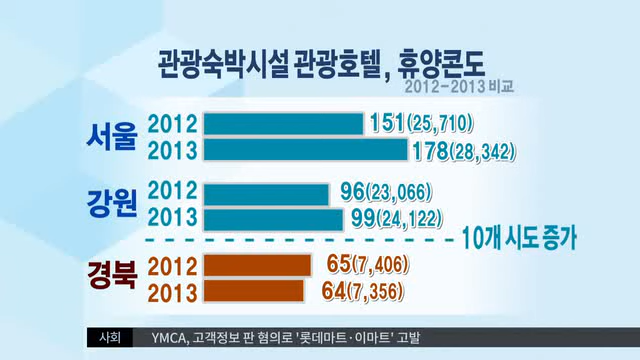 관광숙박시설 관광호텔, 휴양콘도
2012-2013 비교
서울
2012 151(25,710)
2013 178(28,342)
강원
2012 96(23,066)
2013 99(24,122)
10개 시도 증가
경북
2012 65(7,406)
2013 64(7,356)
사회 YMCA, 고객정보 판 혐의로 '롯데마트·이마트' 고발